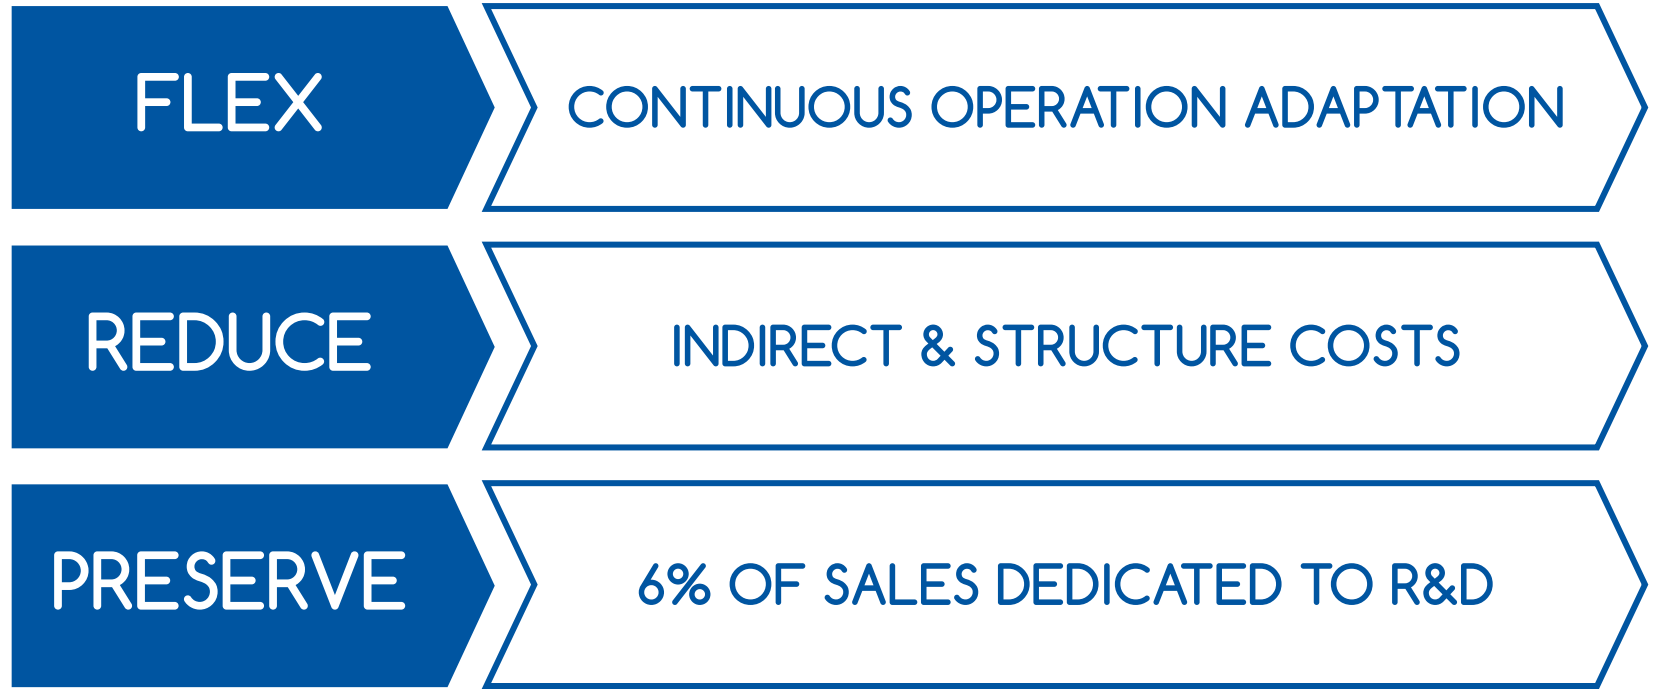 FLEX
CONTINUOUS OPERATION ADAPTATION
REDUCE
INDIRECT & STRUCTURE COSTS
PRESERVE
6% OF SALES DEDICATED TO R&D